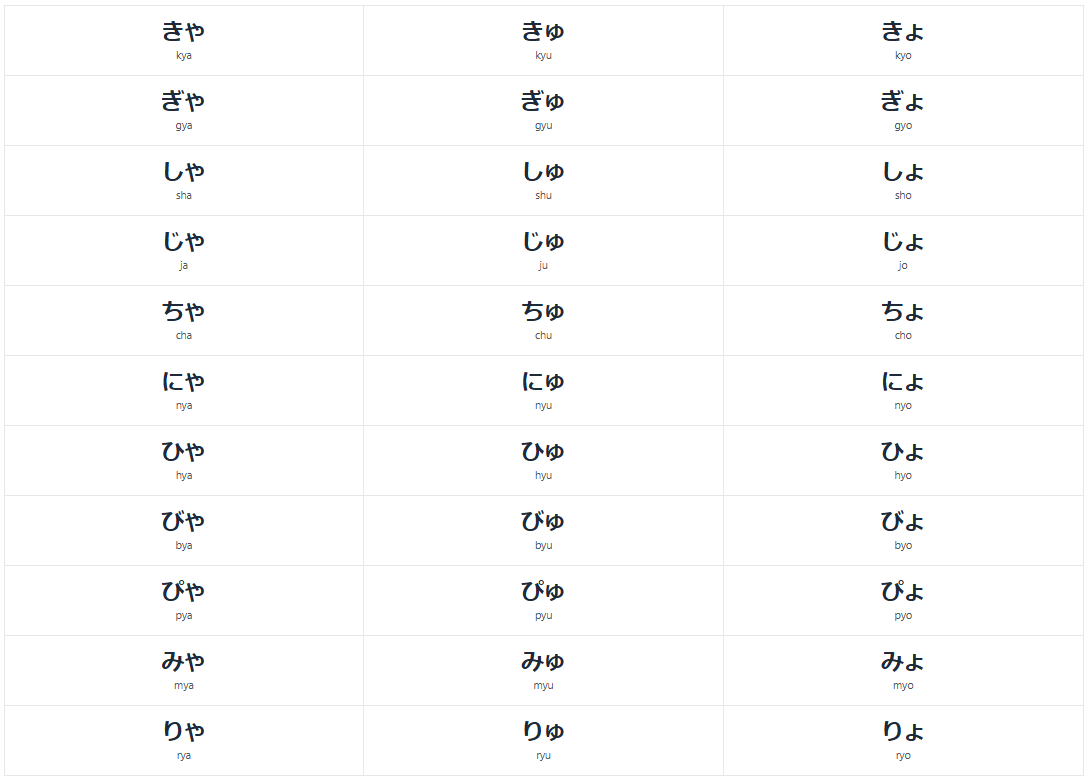 きゃ きゅ きょ
kya kyu kyo
ぎゃ ぎゅ ぎょ
gya gyu gyo
しゃ しゅ しょ
sha shu sho
じゃ じゅ じょ
ja ju jo
ちゃ ちゅ ちょ
cha chu cho
にゃ にゅ にょ
nya nyu nyo
ひゃ ひゅ ひょ
hya hyu hyo
びゃ びゅ びょ
bya byu byo
ぴゃ ぴゅ ぴょ
pya pyu pyo
みゃ みゅ みょ
mya myu myo
りゃ りゅ りょ
rya ryu ryo